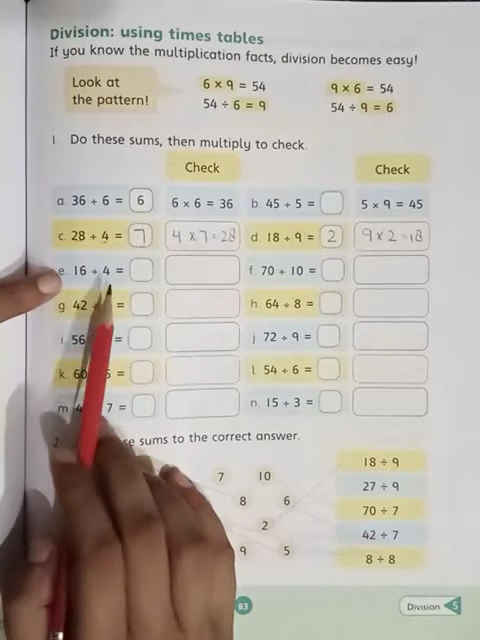 Division: using times tables
If you know the multiplication facts, division becomes easy!
Look at the pattern!
6 × 9 = 54
54 ÷ 6 = 9
9 × 6 = 54
54 ÷ 9 = 6
1. Do these sums, then multiply to check.
Check Check
a. 36 ÷ 6 = 6 6 × 6 = 36 b. 45 ÷ 5 = 5 × 9 = 45
c. 28 ÷ 4 = 7 4 × 7 = 28 d. 18 ÷ 9 = 2 9 × 2 = 18
e. 16 ÷ 4 = f. 70 ÷ 10 =
g. 42 ÷ = h. 64 ÷ 8 =
i. 56 = j. 72 ÷ 9 =
k. 60 = l. 54 ÷ 6 =
m. 4 7 = n. 15 ÷ 3 =
2 se sums to the correct answer.
18 ÷ 9
7 10
27 ÷ 9
8 6
70 ÷ 7
2
42 ÷ 7
9 5
8 ÷ 8
83
Division 5